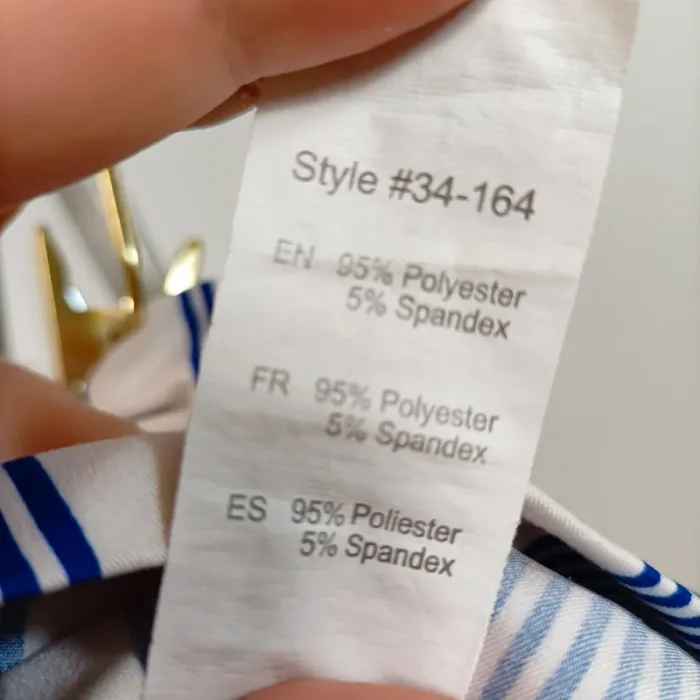 Style #34-164
EN 95% Polyester
5% Spandex
FR 95% Polyester
5% Spandex
ES 95% Poliester
5% Spandex